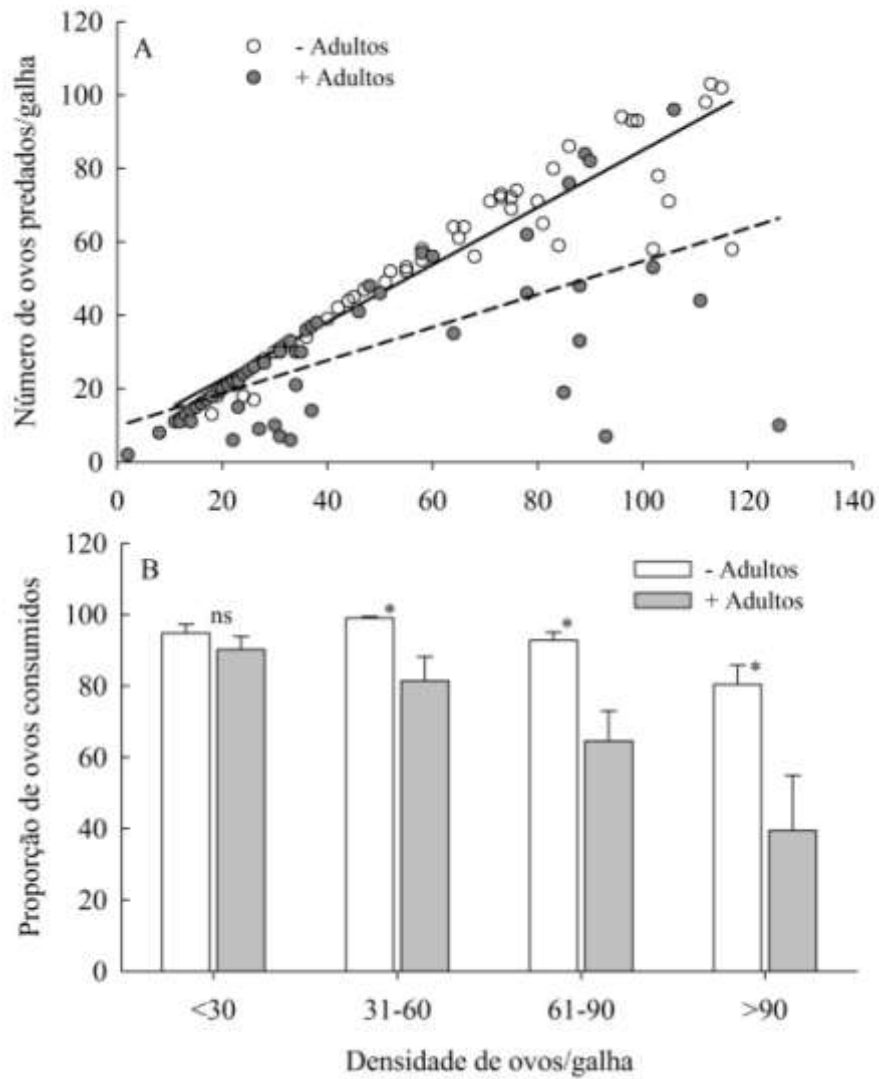 120
A
- Adultos
+ Adultos
100
80
60
40
20
0
Número de ovos predados/galha
0 20 40 60 80 100 120 140
120
B
- Adultos
+ Adultos
100
80
60
40
20
0
Proporção de ovos consumidos
ns
*
*
*
<30 31-60 61-90 >90
Densidade de ovos/galha